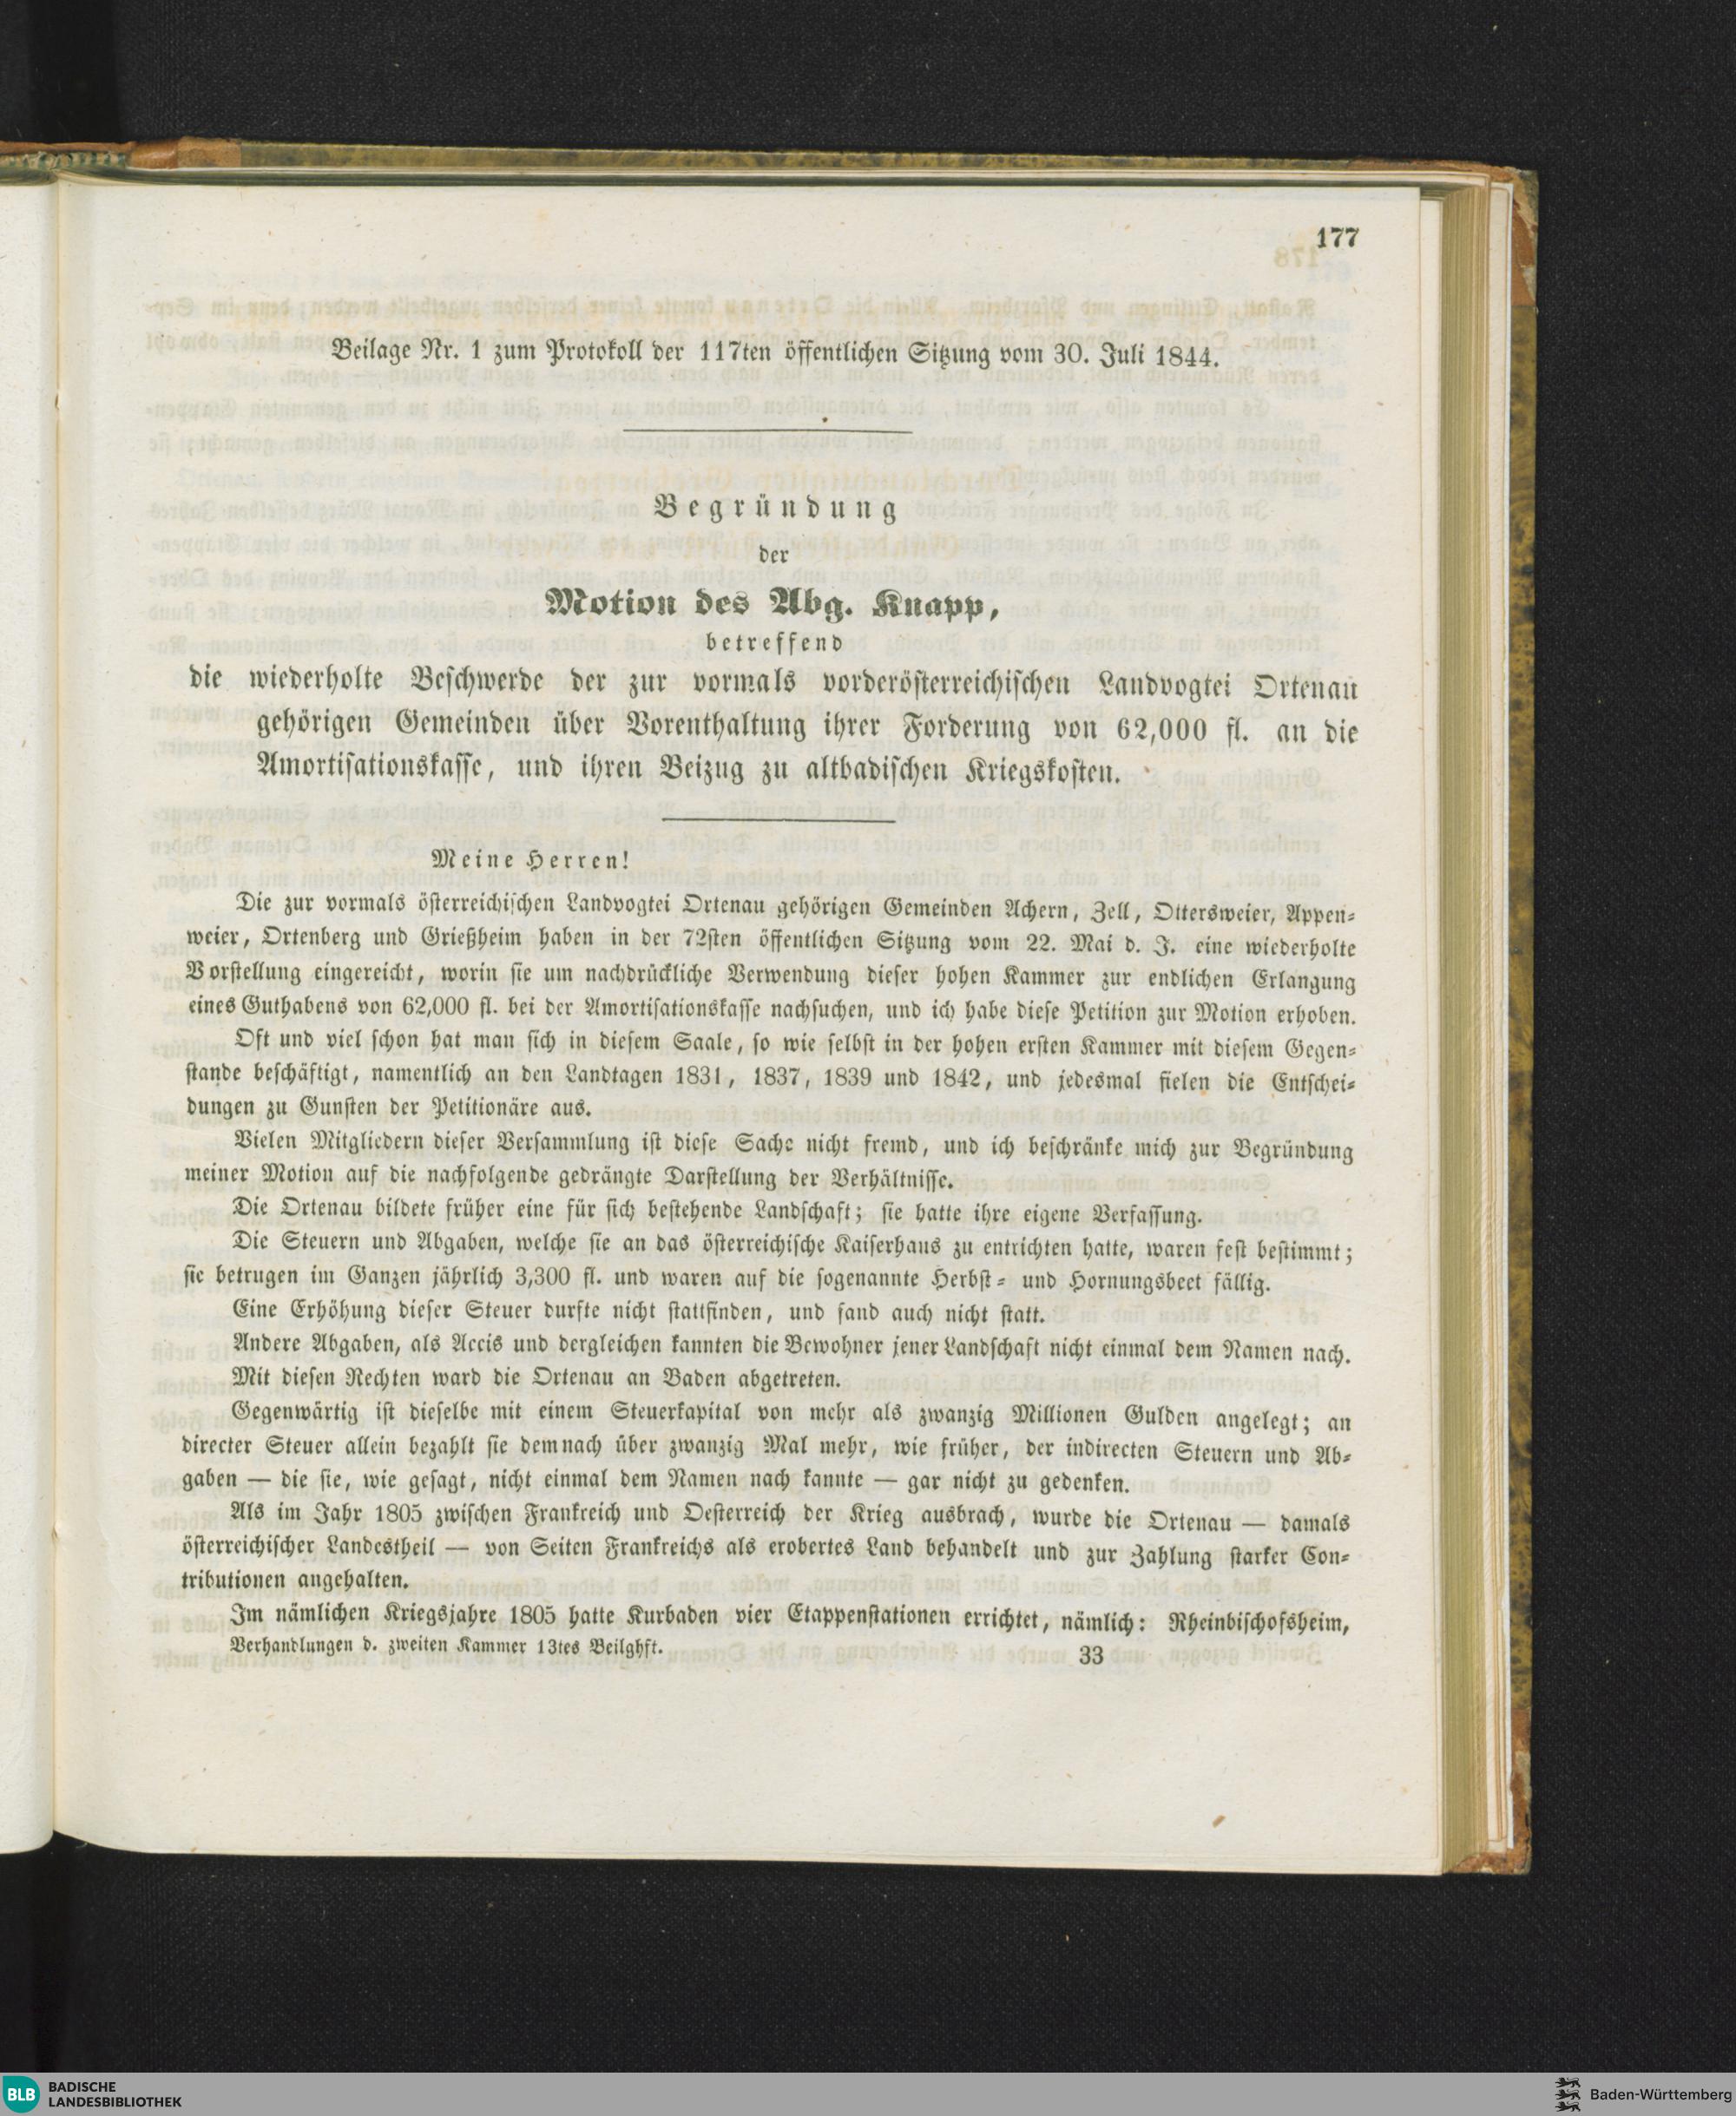 177
Beilage Nr. 1 zum Protokoll der 117ten öffentlichen Sitzung vom 30. Juli 1844.
Begründung
der
Motion des Abg. Knapp,
betreffend
die wiederholte Beschwerde der zur vormals vorderösterreichischen Landvogtei Ortenau
gehörigen Gemeinden über Vorenthaltung ihrer Forderung von 62,000 fl. an die
Amortisationskasse, und ihren Beizug zu altbadischen Kriegskosten.
Meine Herren!
Die zur vormals österreichischen Landvogtei Ortenau gehörigen Gemeinden Achern, Zell, Ottersweier, Appen-
weier, Ortenberg und Grießheim haben in der 72sten öffentlichen Sitzung vom 22. Mai d. J. eine wiederholte
Vorstellung eingereicht, worin sie um nachdrückliche Verwendung dieser hohen Kammer zur endlichen Erlangung
eines Guthabens von 62,000 fl. bei der Amortisationskasse nachsuchen, und ich habe diese Petition zur Motion erhoben.
Oft und viel schon hat man sich in diesem Saale, so wie selbst in der hohen ersten Kammer mit diesem Gegen-
stande beschäftigt, namentlich an den Landtagen 1831, 1837, 1839 und 1842, und jedesmal fielen die Entschei-
dungen zu Gunsten der Petitionäre aus.
Vielen Mitgliedern dieser Versammlung ist diese Sache nicht fremd, und ich beschränke mich zur Begründung
meiner Motion auf die nachfolgende gedrängte Darstellung der Verhältnisse.
Die Ortenau bildete früher eine für sich bestehende Landschaft; sie hatte ihre eigene Verfassung.
Die Steuern und Abgaben, welche sie an das österreichische Kaiserhaus zu entrichten hatte, waren fest bestimmt;
sie betrugen im Ganzen jährlich 3,300 fl. und waren auf die sogenannte Herbst- und Hornungsbeet fällig.
Eine Erhöhung dieser Steuer durfte nicht stattfinden, und fand auch nicht statt.
Andere Abgaben, als Accis und dergleichen kannten die Bewohner jener Landschaft nicht einmal dem Namen nach.
Mit diesen Rechten ward die Ortenau an Baden abgetreten.
Gegenwärtig ist dieselbe mit einem Steuerkapital von mehr als zwanzig Millionen Gulden angelegt; an
directer Steuer allein bezahlt sie demnach über zwanzig Mal mehr, wie früher, der indirecten Steuern und Ab-
gaben — die sie, wie gesagt, nicht einmal dem Namen nach kannte — gar nicht zu gedenken.
Als im Jahr 1805 zwischen Frankreich und Oesterreich der Krieg ausbrach, wurde die Ortenau — damals
österreichischer Landestheil — von Seiten Frankreichs als erobertes Land behandelt und zur Zahlung starker Con-
tributionen angehalten.
Im nämlichen Kriegsjahre 1805 hatte Kurbaden vier Etappenstationen errichtet, nämlich: Rheinbischofsheim,
Verhandlungen d. zweiten Kammer 13tes Beilghft. 33
BLB BADISCHE
LANDESBIBLIOTHEK
Baden-Württemberg